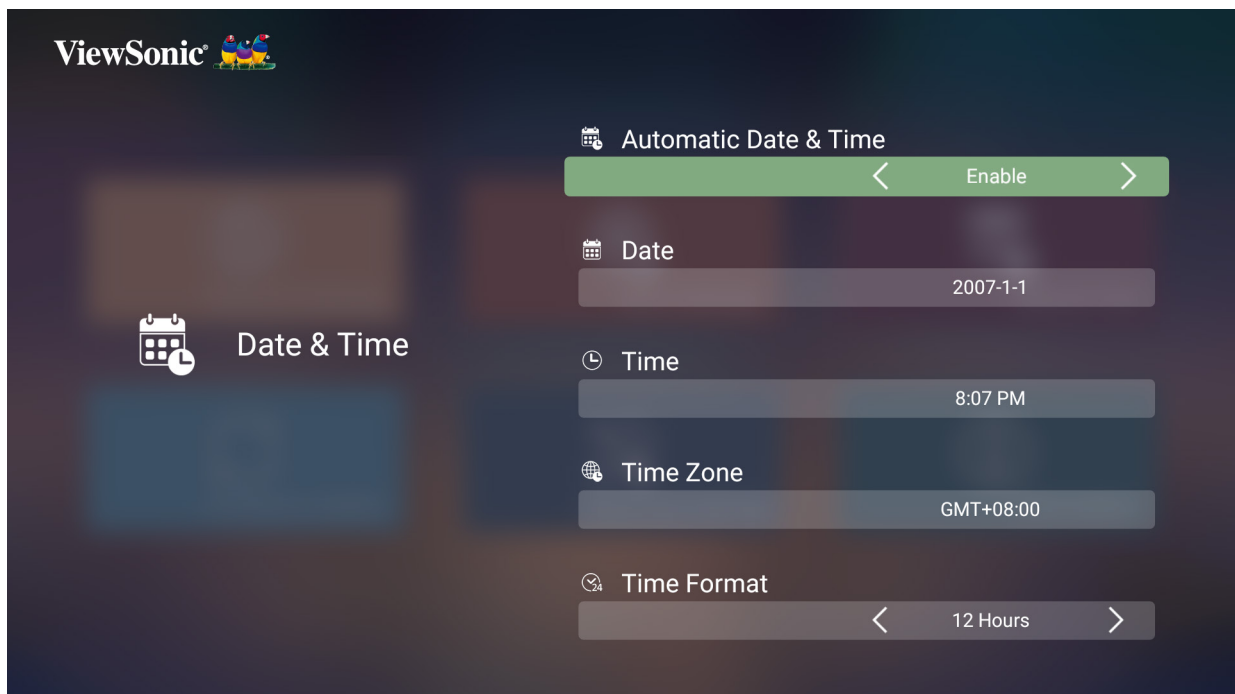 ViewSonic®
Automatic Date & Time
Enable
Date
2007-1-1
Date & Time
Time
8:07 PM
Time Zone
GMT+08:00
Time Format
12 Hours